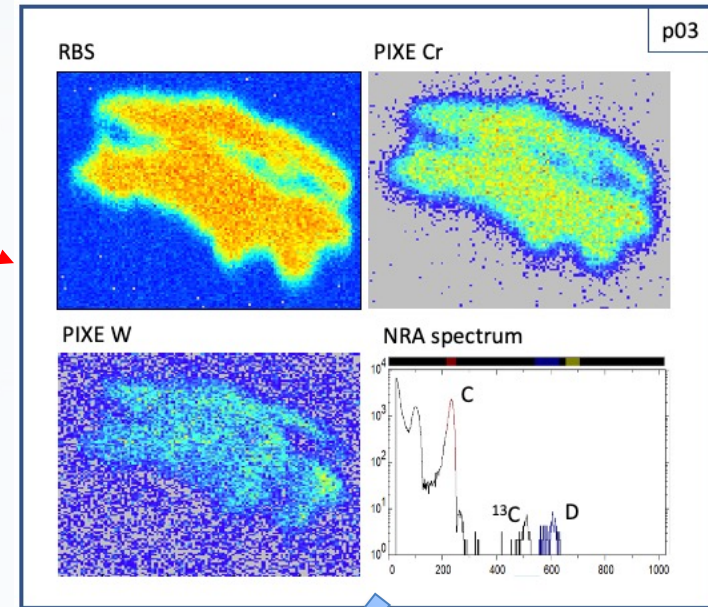 p03
RBS
PIXE Cr
PIXE W
NRA spectrum
10⁴
10³
10²
10¹
10⁰
C
¹³C
D
0 200 400 600 800 1000